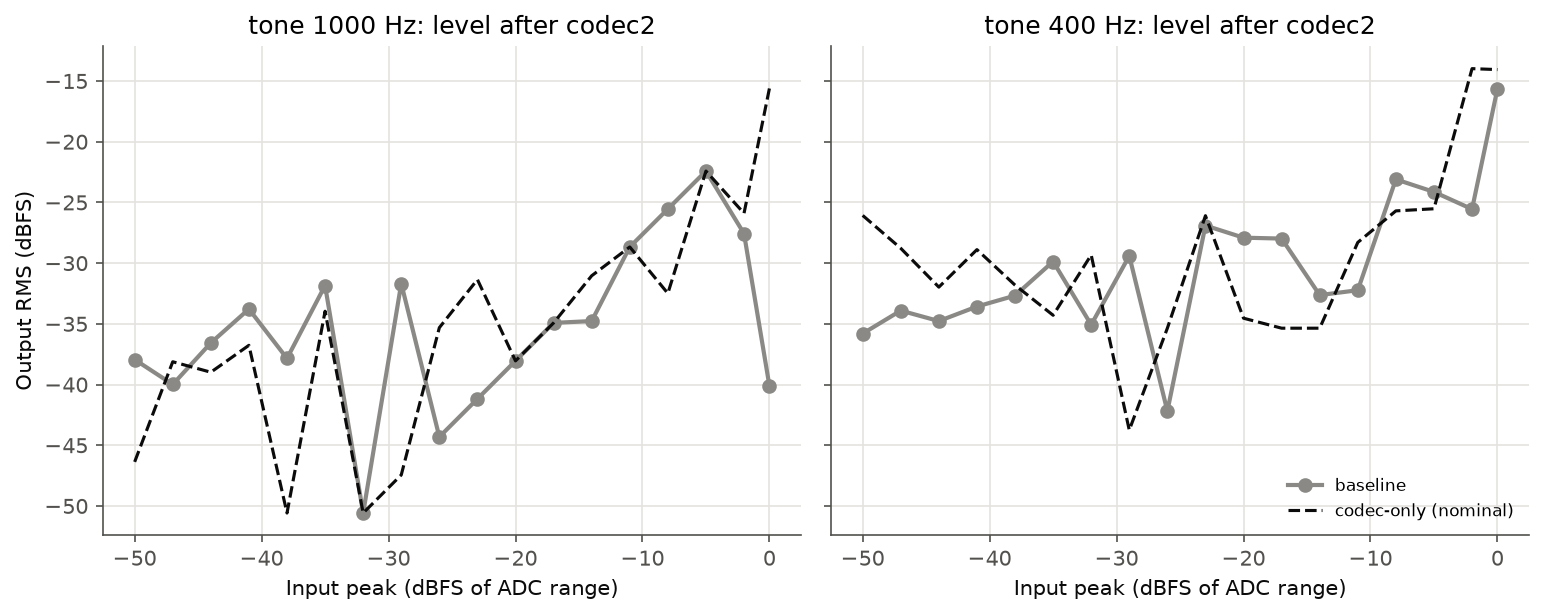 tone 1000 Hz: level after codec2
tone 400 Hz: level after codec2
Output RMS (dBFS)
−15
−20
−25
−30
−35
−40
−45
−50
−50
−40
−30
−20
−10
0
Input peak (dBFS of ADC range)
−50
−40
−30
−20
−10
0
Input peak (dBFS of ADC range)
baseline
codec-only (nominal)